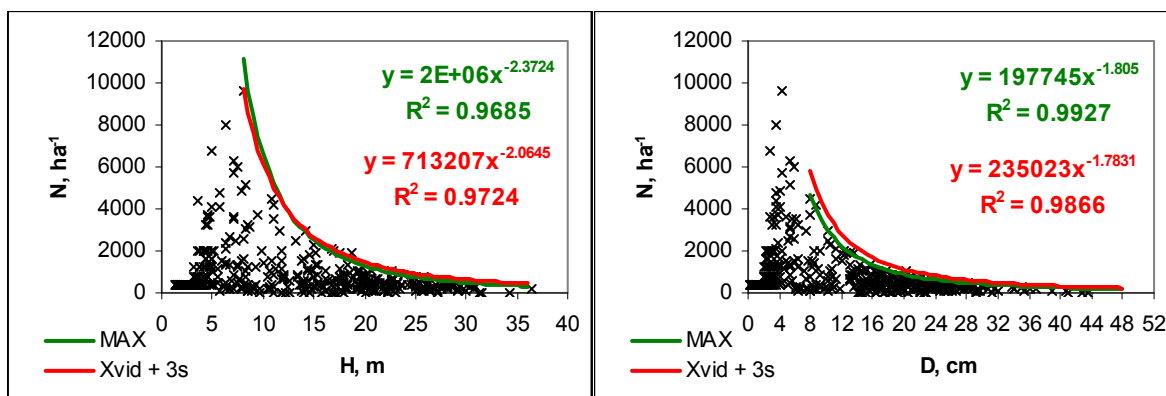 12000
10000
8000
6000
4000
2000
0
N, ha-1
y = 2E+06x-2.3724
R2 = 0.9685
y = 713207x-2.0645
R2 = 0.9724
0 5 10 15 20 25 30 35 40
MAX
Xvid + 3s
H, m
12000
10000
8000
6000
4000
2000
0
N, ha-1
y = 197745x-1.805
R2 = 0.9927
y = 235023x-1.7831
R2 = 0.9866
0 4 8 12 16 20 24 28 32 36 40 44 48 52
MAX
Xvid + 3s
D, cm